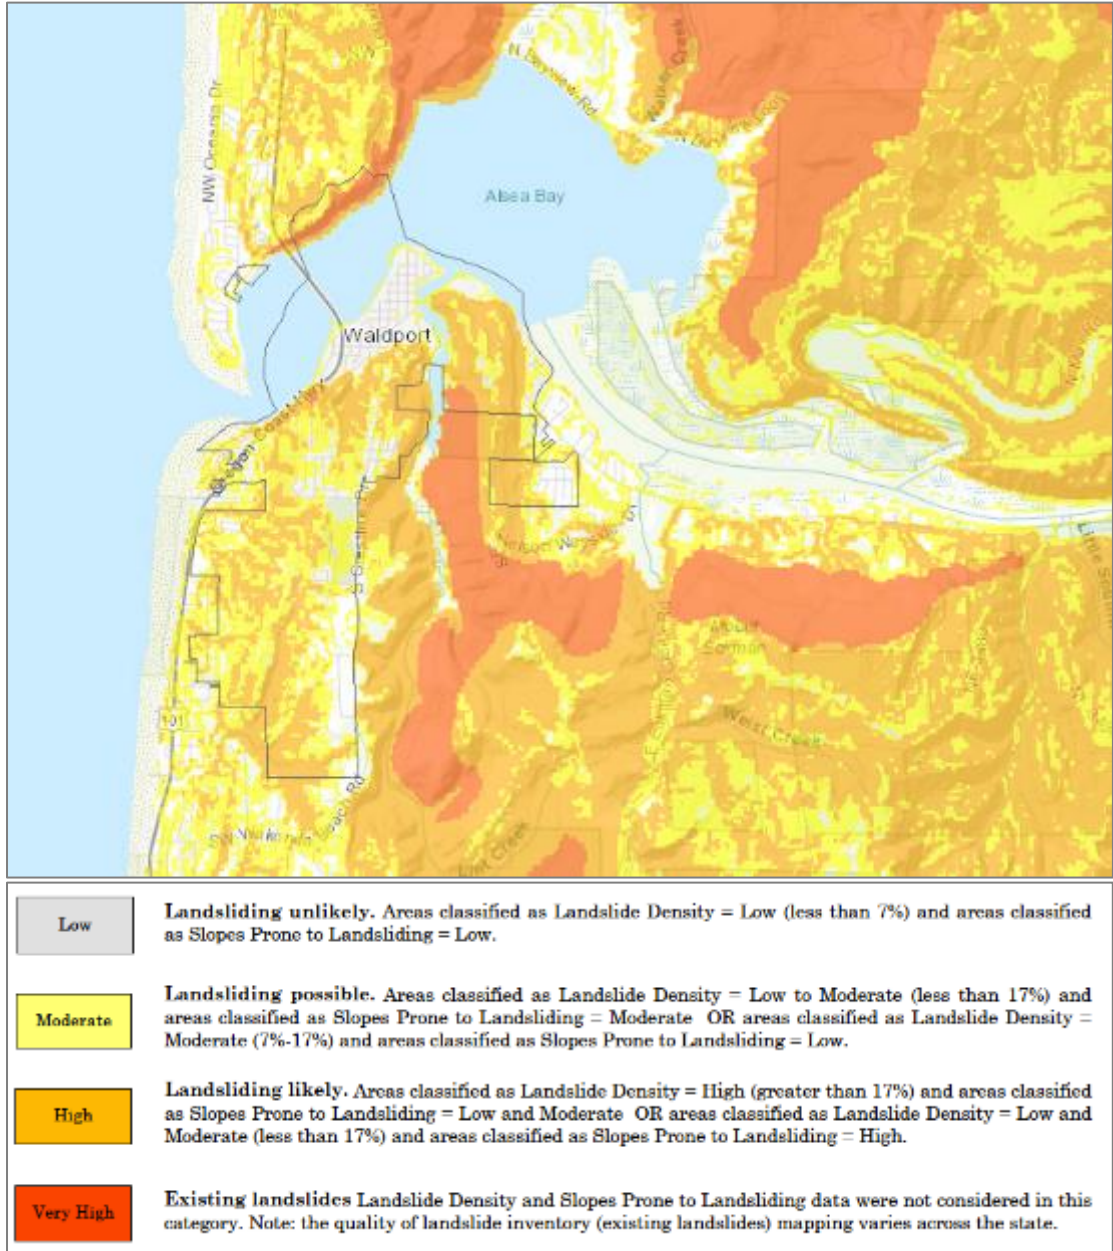 NW Oceania Dr
N Bayview Rd
Walker Creek
N Bayview Loop
Alsea Bay
Waldport
101
Weist Creek
Low
Landsliding unlikely. Areas classified as Landslide Density = Low (less than 7%) and areas classified
as Slopes Prone to Landsliding = Low.
Moderate
Landsliding possible. Areas classified as Landslide Density = Low to Moderate (less than 17%) and
areas classified as Slopes Prone to Landsliding = Moderate OR areas classified as Landslide Density =
Moderate (7%-17%) and areas classified as Slopes Prone to Landsliding = Low.
High
Landsliding likely. Areas classified as Landslide Density = High (greater than 17%) and areas classified
as Slopes Prone to Landsliding = Low and Moderate OR areas classified as Landslide Density = Low and
Moderate (less than 17%) and areas classified as Slopes Prone to Landsliding = High.
Very High
Existing landslides Landslide Density and Slopes Prone to Landsliding data were not considered in this
category. Note: the quality of landslide inventory (existing landslides) mapping varies across the state.